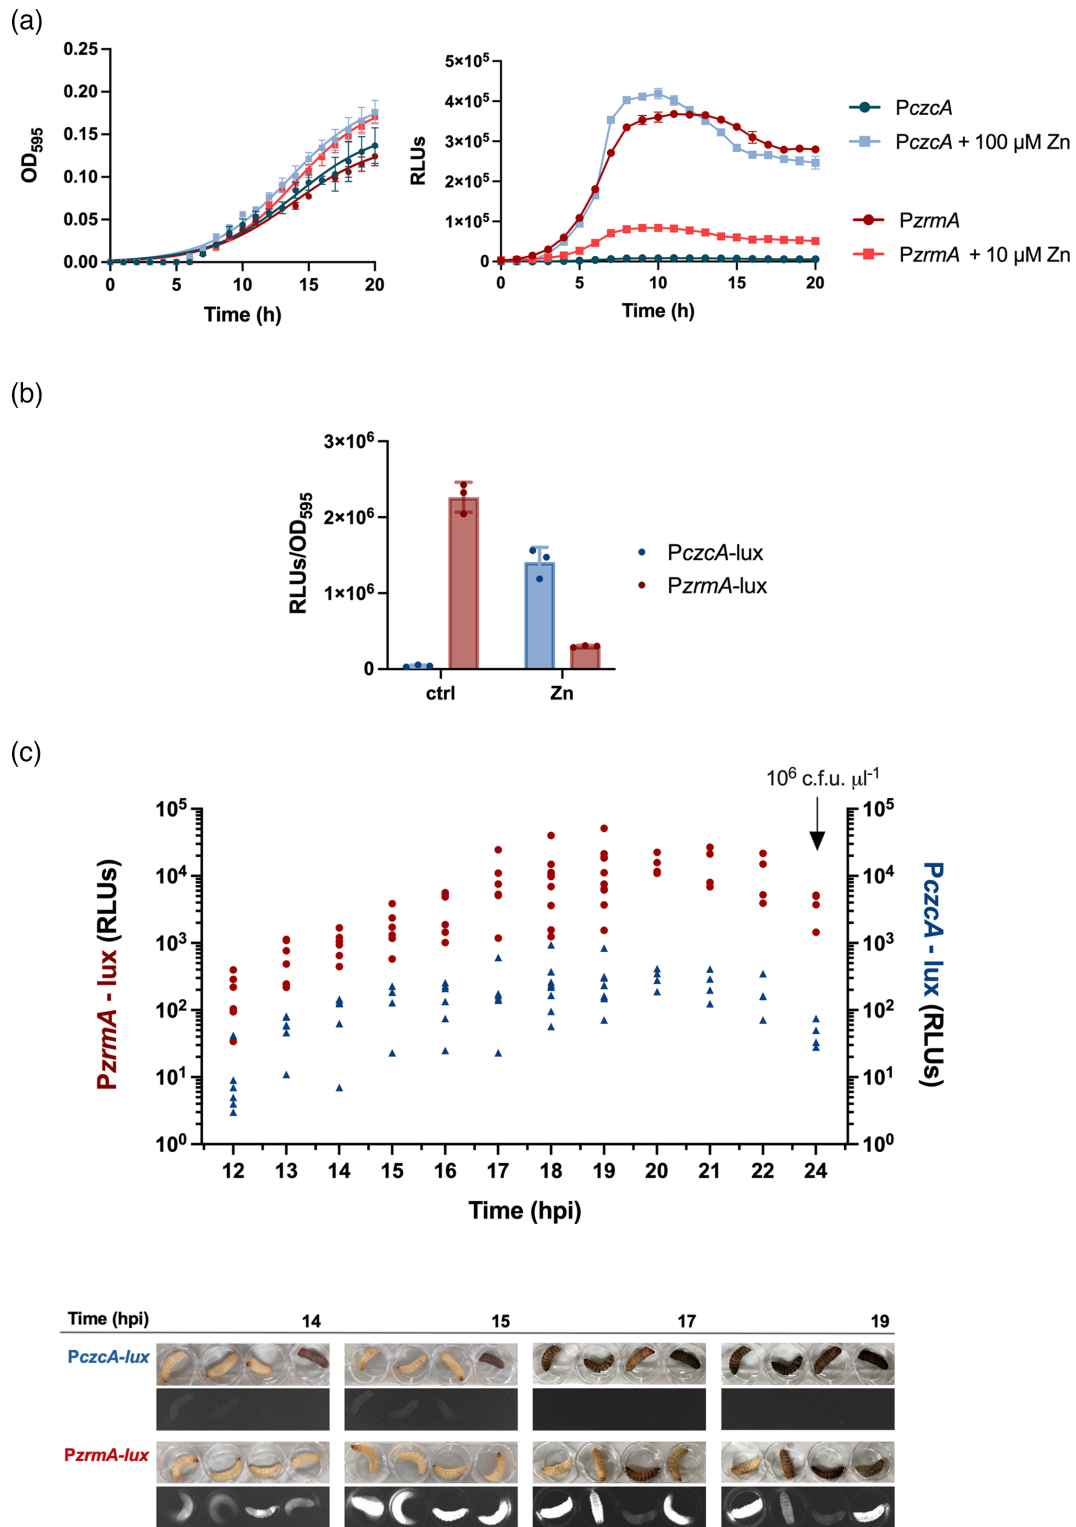 (a)
0.25
0.20
0.15
0.10
0.05
0.00
OD595
0 5 10 15 20
Time (h)
5×10⁵
4×10⁵
3×10⁵
2×10⁵
1×10⁵
0
RLUs
0 5 10 15 20
Time (h)
PczcA
PczcA + 100 µM Zn
PzrmA
PzrmA + 10 µM Zn
(b)
3×10⁶
2×10⁶
1×10⁶
0
RLUs/OD595
ctrl Zn
PczcA-lux
PzrmA-lux
(c)
10⁶ c.f.u. µl⁻¹
10⁵
10⁴
10³
10²
10¹
10⁰
PzrmA - lux (RLUs)
10⁵
10⁴
10³
10²
10¹
10⁰
PczcA - lux (RLUs)
12 13 14 15 16 17 18 19 20 21 22 24
Time (hpi)
Time (hpi) 14 15 17 19
PczcA-lux
PzrmA-lux